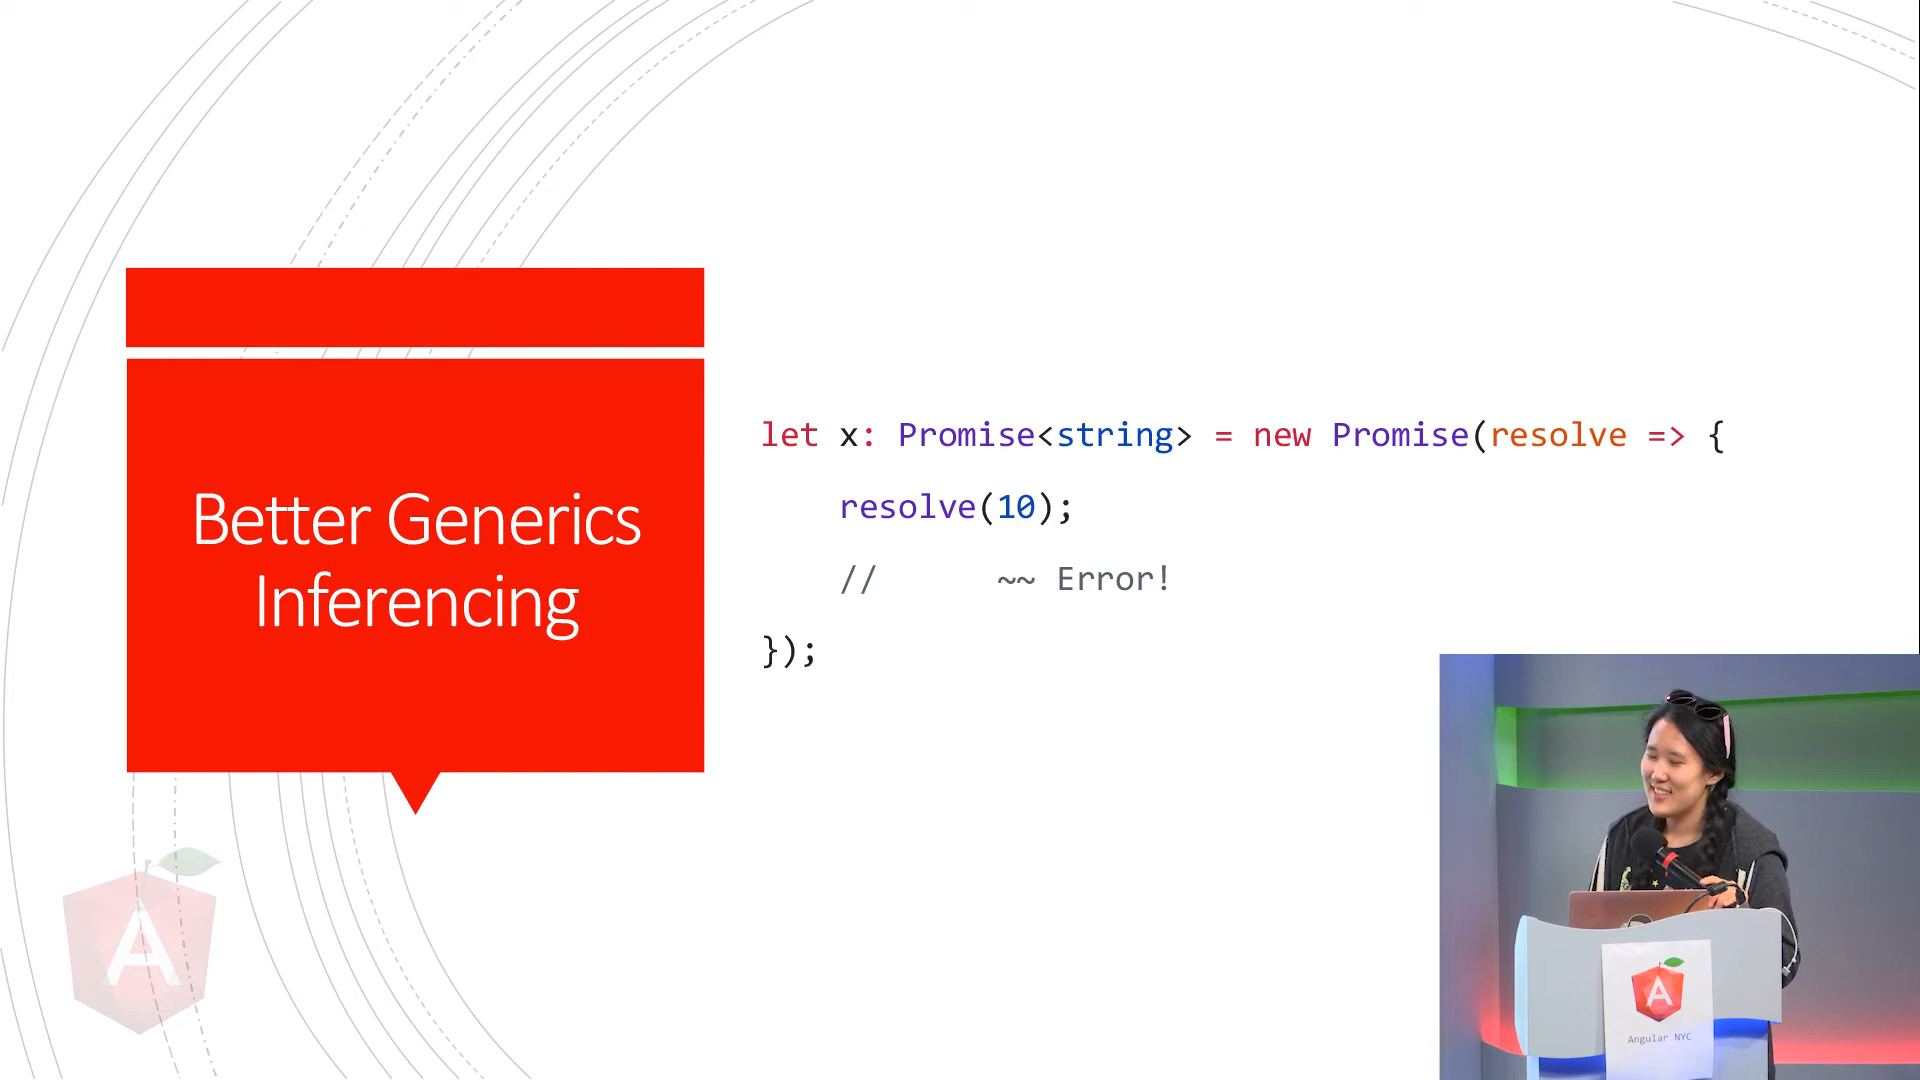 Better Generics
Inferencing
let x: Promise<string> = new Promise(resolve => {
resolve(10);
// ~~ Error!
});
A
A
Angular NYC